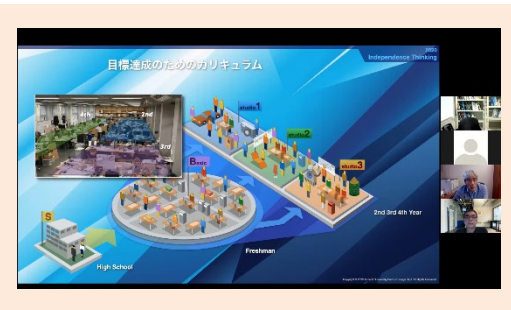 2020
Independence Thinking
目標達成のためのカリキュラム
4th
2nd
3rd
studio1
studio2
studio3
Basic
S
2nd 3rd 4th Year
Freshman
High School